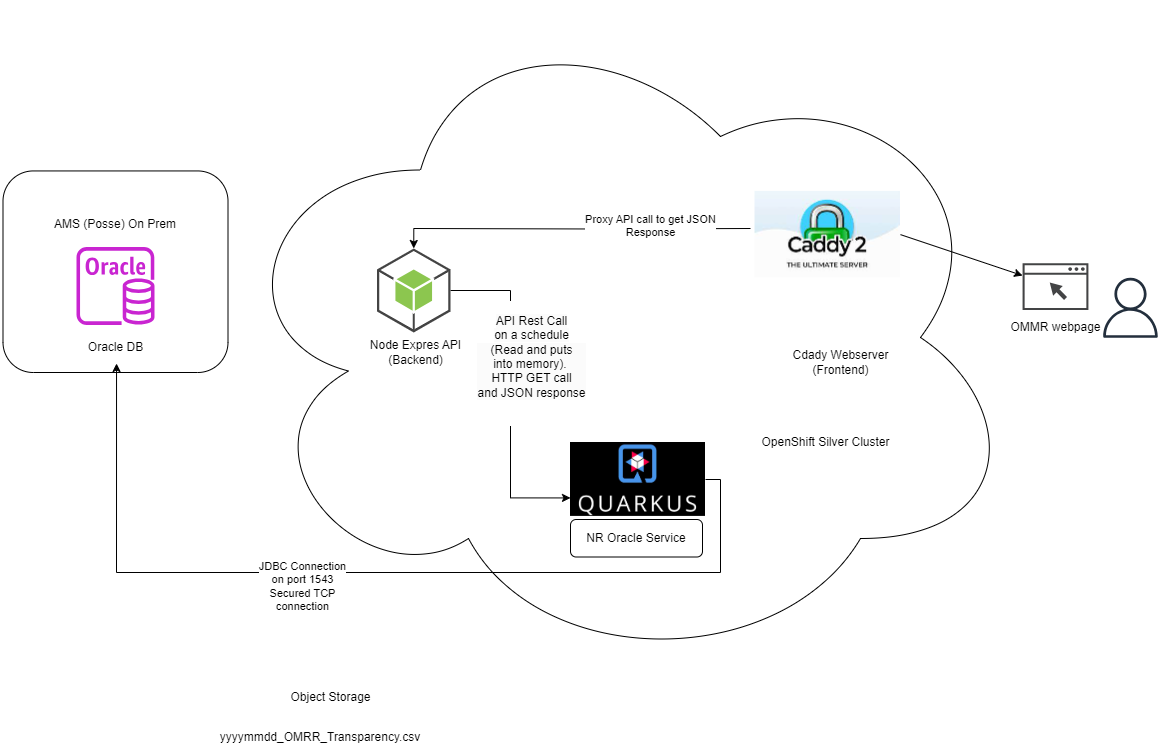 AMS (Posse) On Prem
Oracle
Oracle DB
Proxy API call to get JSON
Response
Caddy 2
THE ULTIMATE SERVER
Node Expres API
(Backend)
API Rest Call
on a schedule
(Read and puts
into memory).
HTTP GET call
and JSON response
OMMR webpage
Cdady Webserver
(Frontend)
OpenShift Silver Cluster
QUARKUS
NR Oracle Service
JDBC Connection
on port 1543
Secured TCP
connection
Object Storage
yyyymmdd_OMRR_Transparency.csv